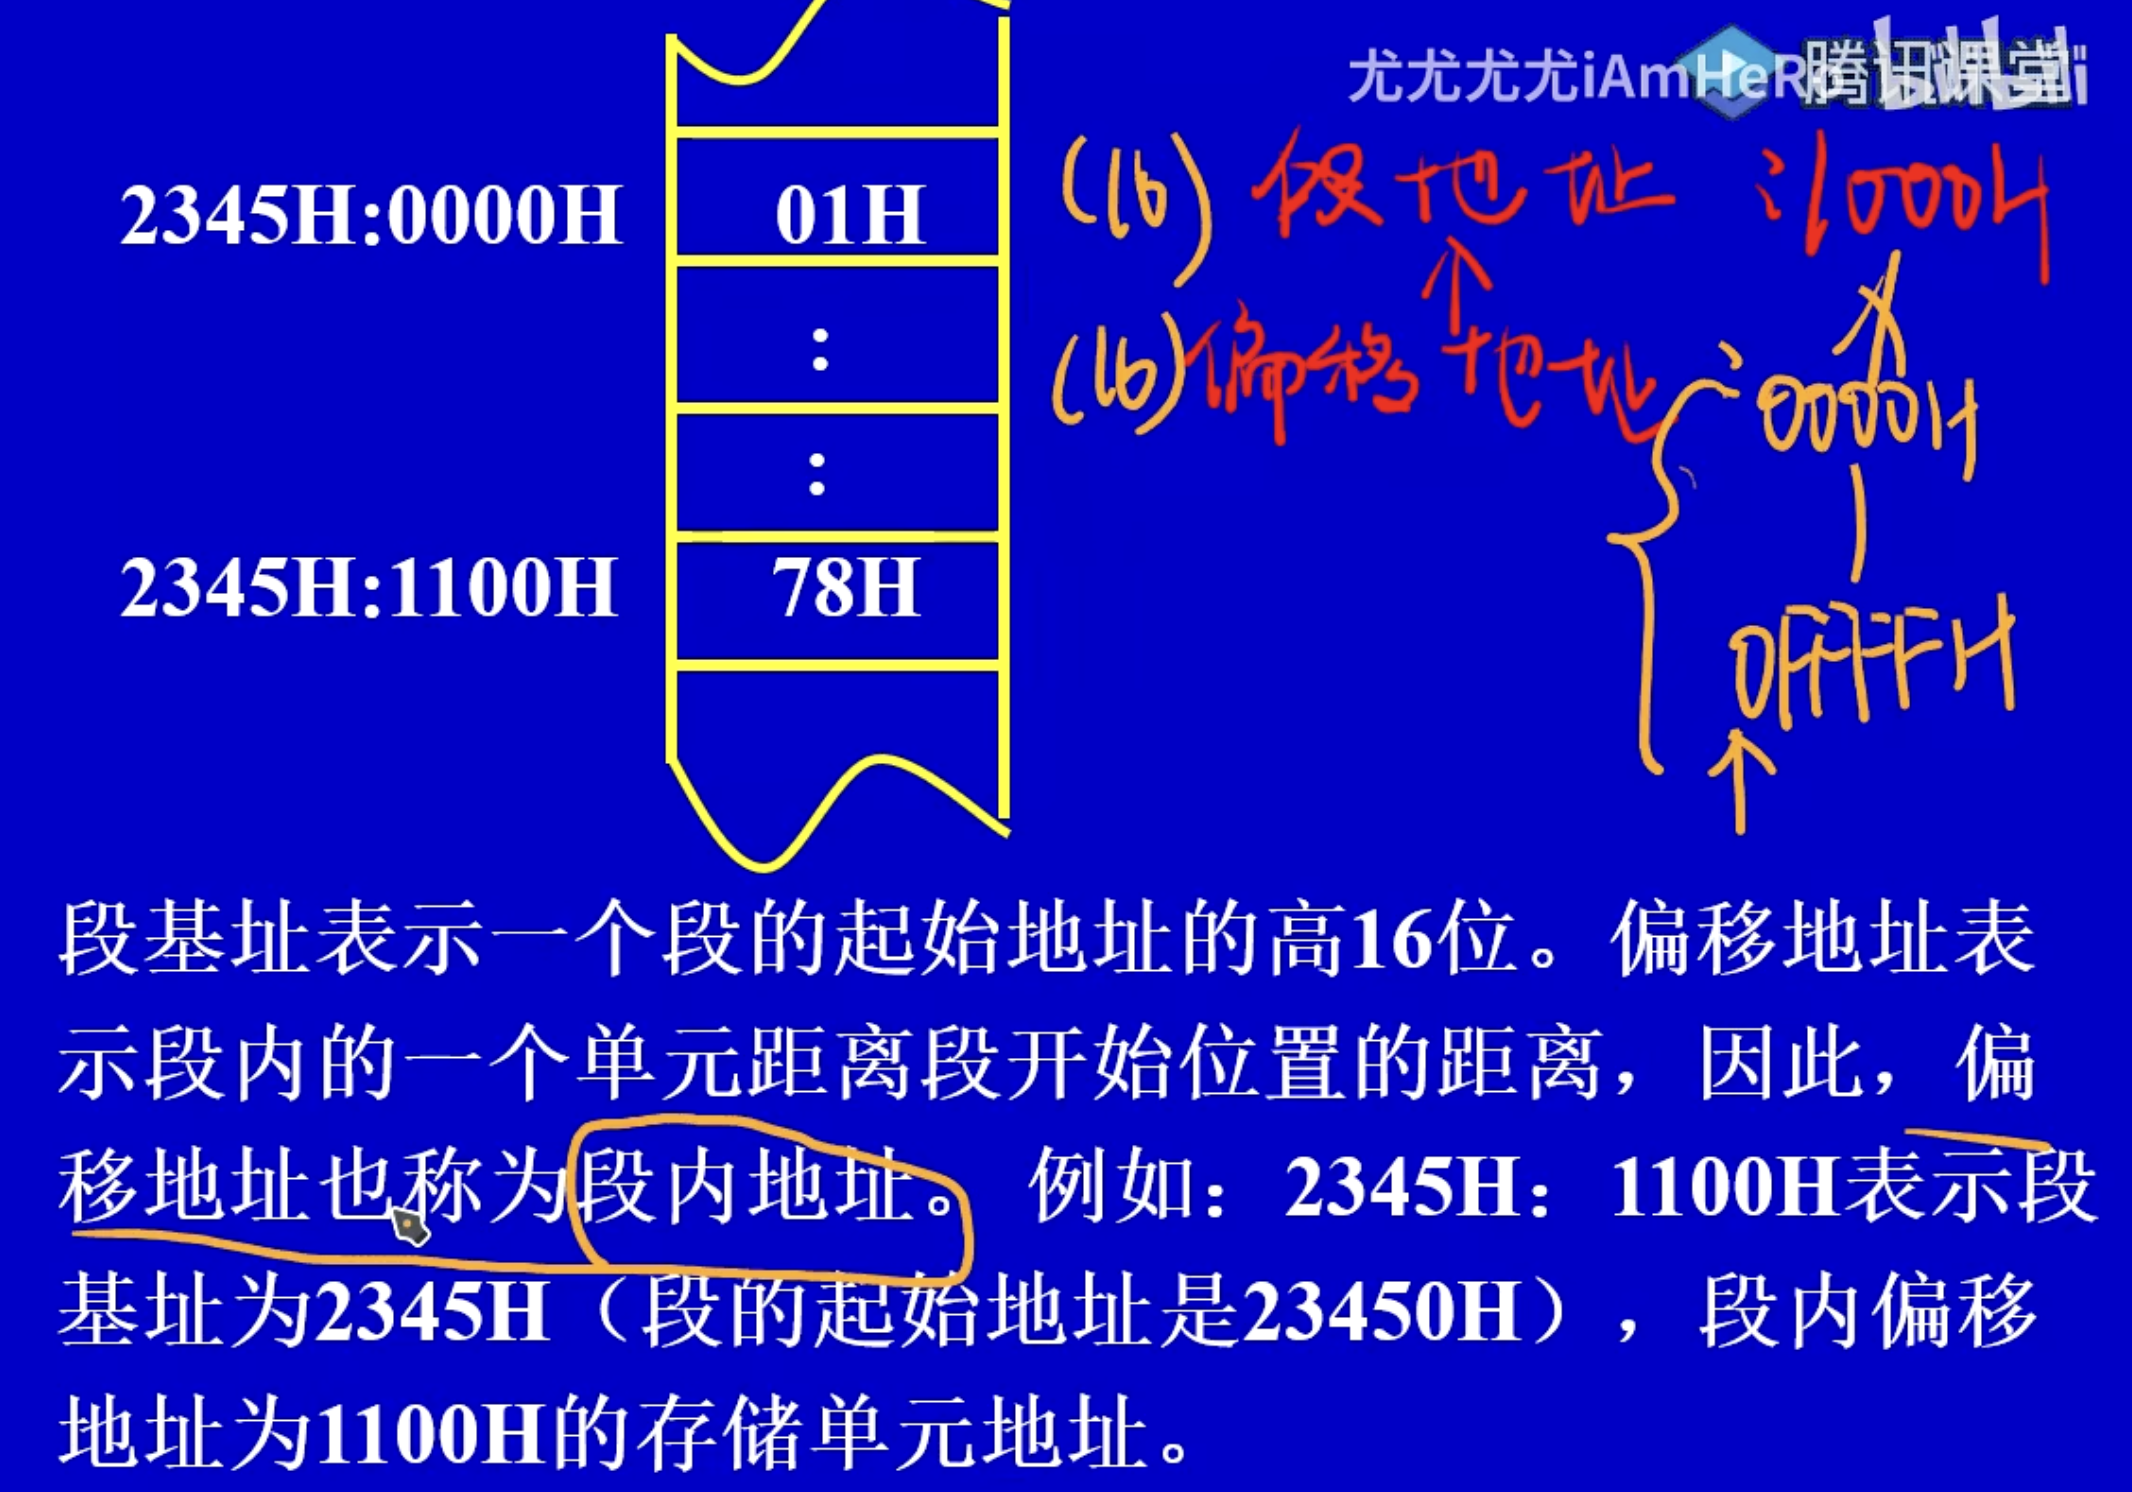 尤尤尤尤iAmHeRo 腾讯课堂
2345H:0000H 01H (16) 段地址:1000H
(16) 偏移地址:0000H
2345H:1100H 78H
0FFFFH
段基址表示一个段的起始地址的高16位。偏移地址表
示段内的一个单元距离段开始位置的距离，因此，偏
移地址也称为段内地址。 例如：2345H：1100H表示段
基址为2345H（段的起始地址是23450H），段内偏移
地址为1100H的存储单元地址。